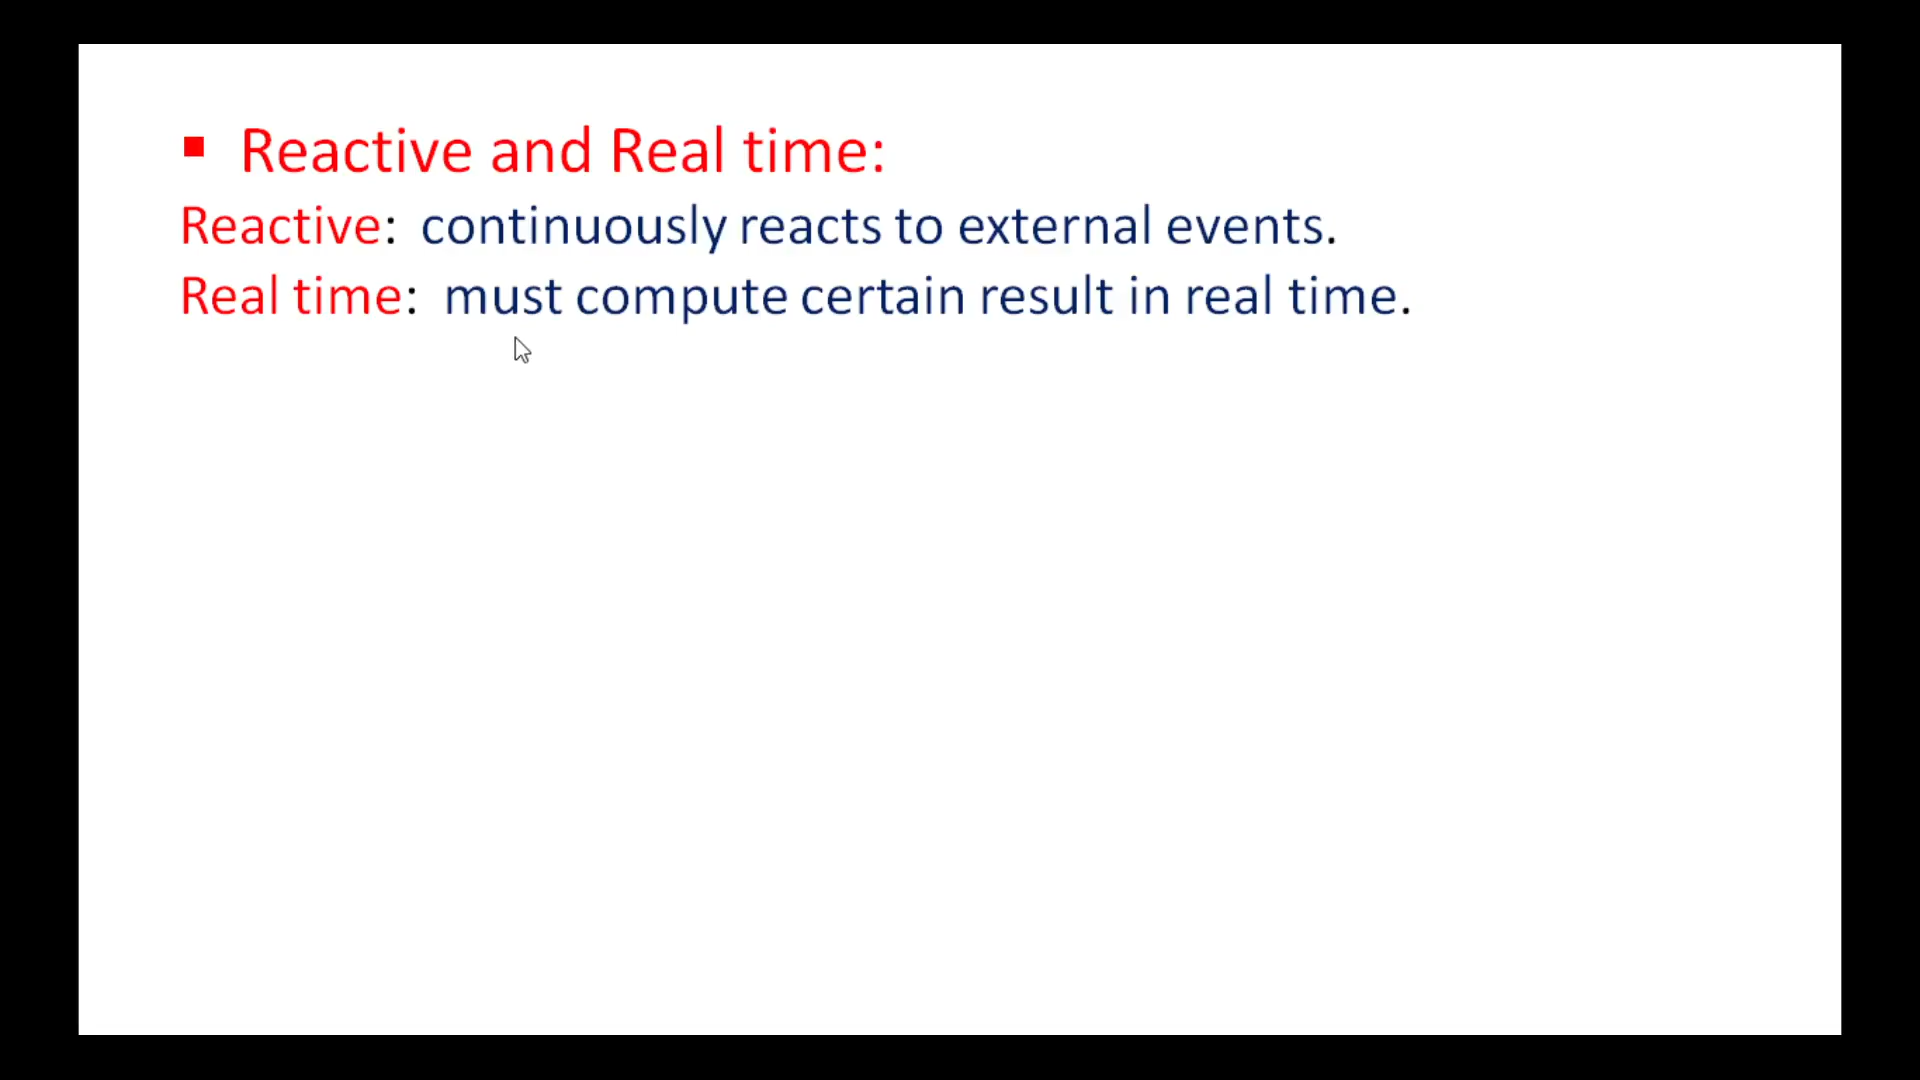 ▪ Reactive and Real time:
Reactive: continuously reacts to external events.
Real time: must compute certain result in real time.